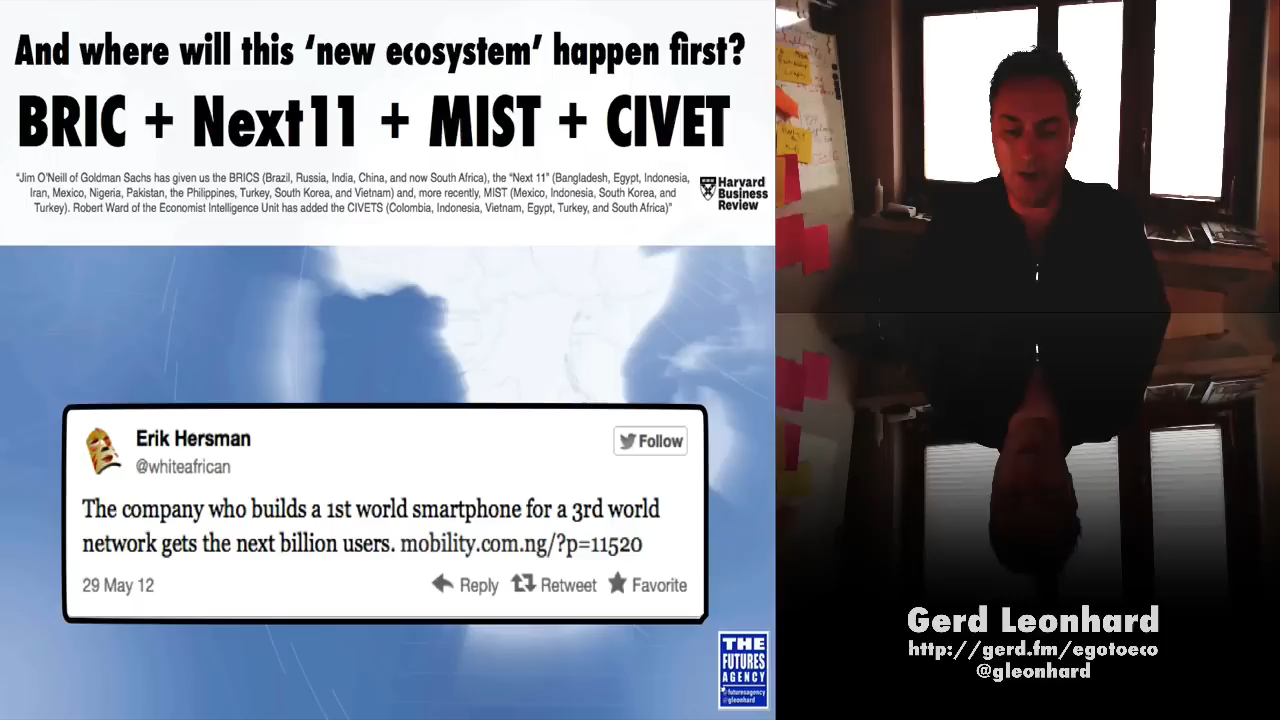 And where will this ‘new ecosystem’ happen first?
BRIC + Next11 + MIST + CIVET
“Jim O’Neill of Goldman Sachs has given us the BRICS (Brazil, Russia, India, China, and now South Africa), the “Next 11” (Bangladesh, Egypt, Indonesia,
Iran, Mexico, Nigeria, Pakistan, the Philippines, Turkey, South Korea, and Vietnam) and, more recently, MIST (Mexico, Indonesia, South Korea, and
Turkey). Robert Ward of the Economist Intelligence Unit has added the CIVETS (Colombia, Indonesia, Vietnam, Egypt, Turkey, and South Africa)”
Harvard
Business
Review
Erik Hersman
@whiteafrican
Follow
The company who builds a 1st world smartphone for a 3rd world
network gets the next billion users. mobility.com.ng/?p=11520
29 May 12
Reply Retweet Favorite
THE
FUTURES
AGENCY
@futuresagency
@gleonhard
Gerd Leonhard
http://gerd.fm/egotoeco
@gleonhard